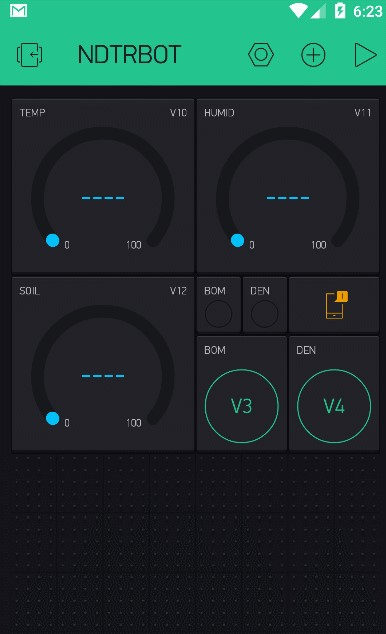 6:23
NDTRBOT
TEMP V10
HUMID V11
----
----
0 100
0 100
SOIL V12
BOM
DEN
----
BOM
DEN
V3
V4
0 100